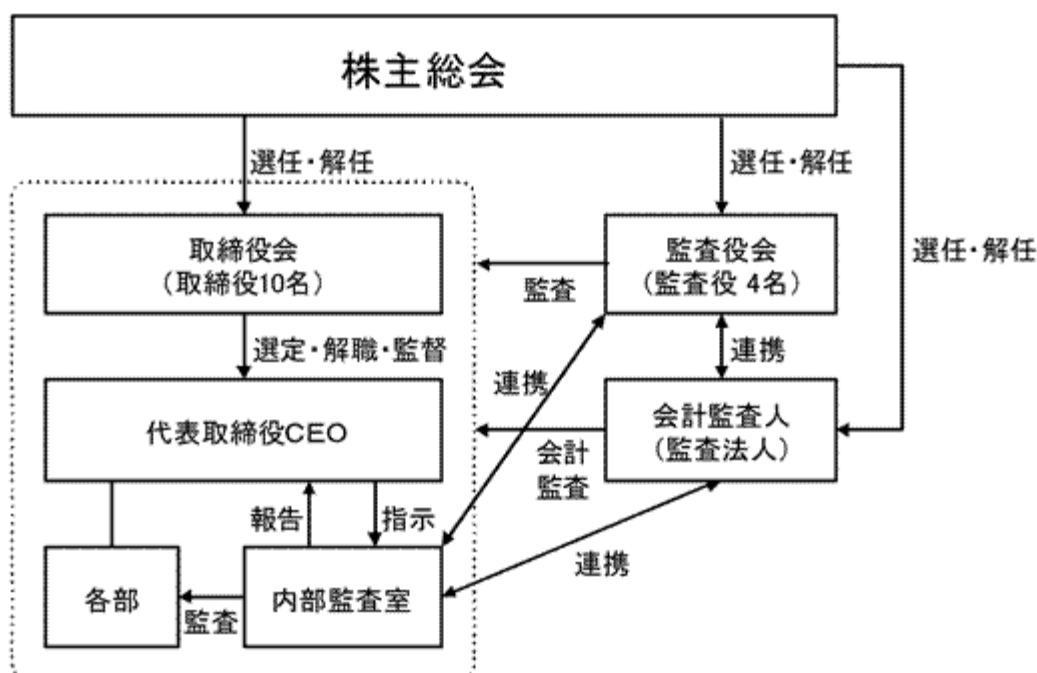 株主総会
選任・解任
選任・解任
選任・解任
取締役会
（取締役10名）
監査役会
（監査役 4名）
監査
選定・解職・監督
連携
連携
代表取締役CEO
会計監査人
（監査法人）
会計
監査
報告
指示
連携
各部
監査
内部監査室